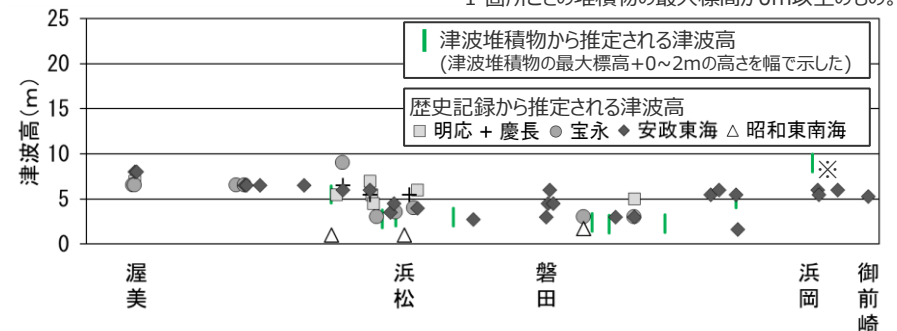 1 箇所ごとの堆積物の最大標高が0m以上のもの。
津波堆積物から推定される津波高
(津波堆積物の最大標高+0~2mの高さを幅で示した)
歴史記録から推定される津波高
□ 明応 + 慶長 ● 宝永 ◆ 安政東海 △ 昭和東南海
津波高(m)
25
20
15
10
5
0
※
渥美
浜松
磐田
浜岡
御前崎